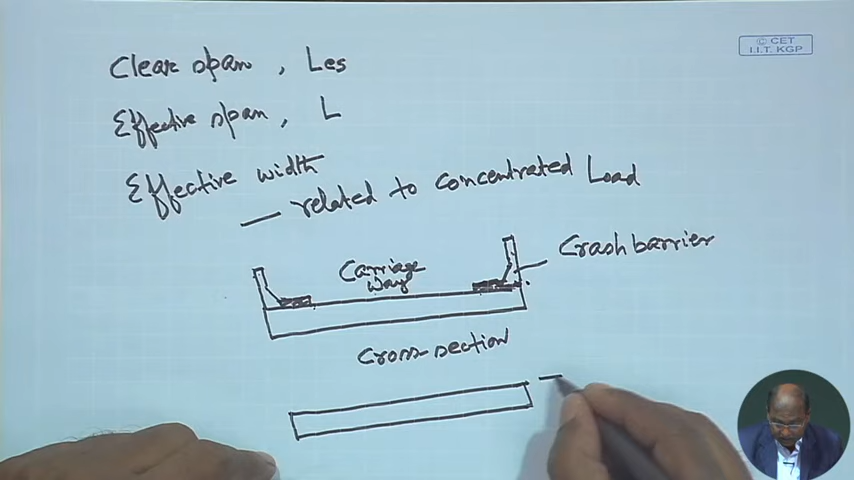 © CET
I.I.T. KGP
Clear span, Les
Effective span, L
Effective width
— related to concentrated Load
Carriage
way
Crash barrier
Cross-section